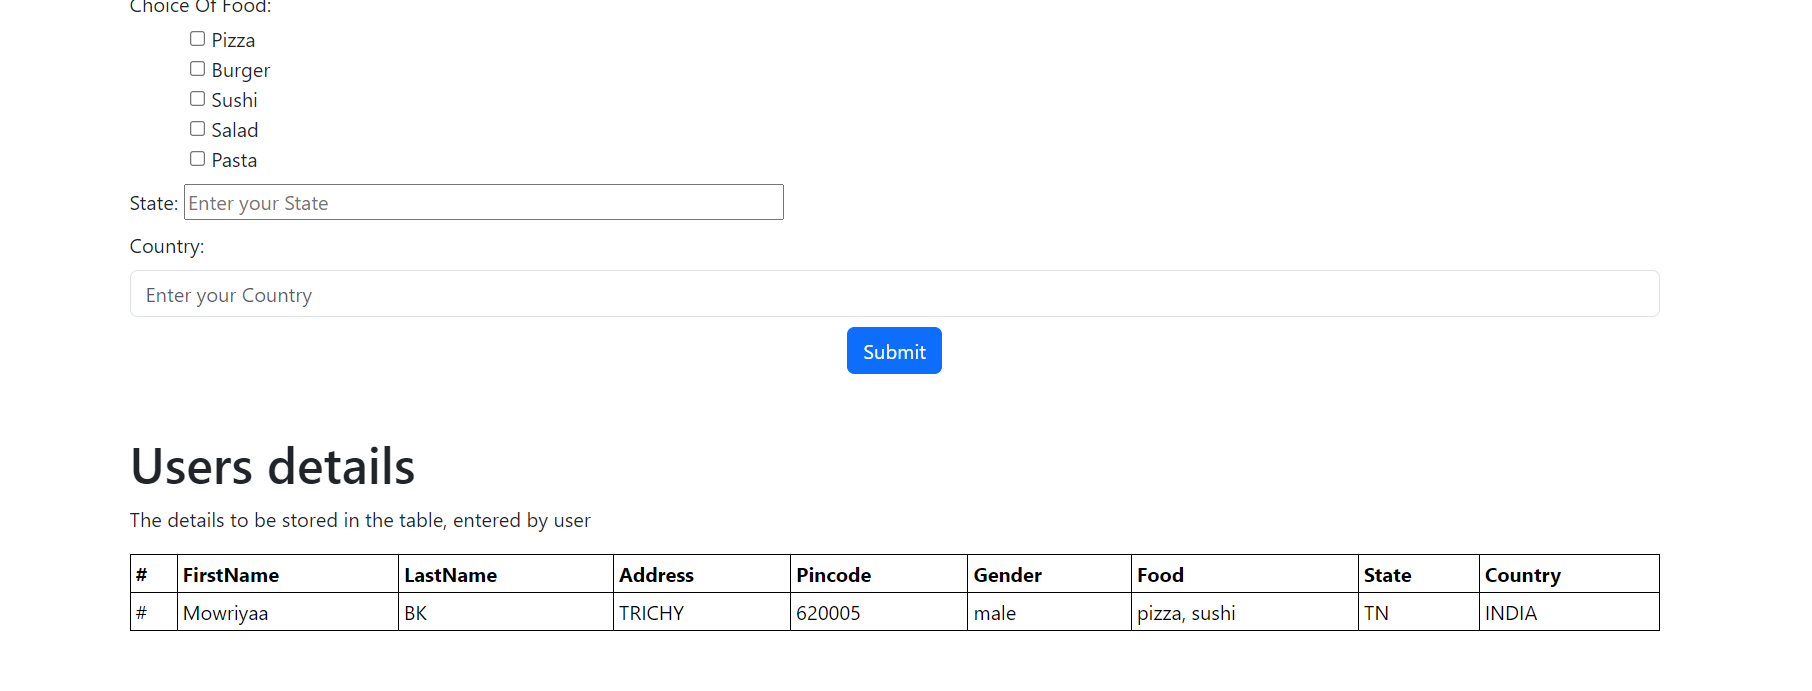 Choice Of Food:
Pizza
Burger
Sushi
Salad
Pasta
State: Enter your State
Country:
Enter your Country
Submit
Users details
The details to be stored in the table, entered by user
# FirstName LastName Address Pincode Gender Food State Country
# Mowriyaa BK TRICHY 620005 male pizza, sushi TN INDIA